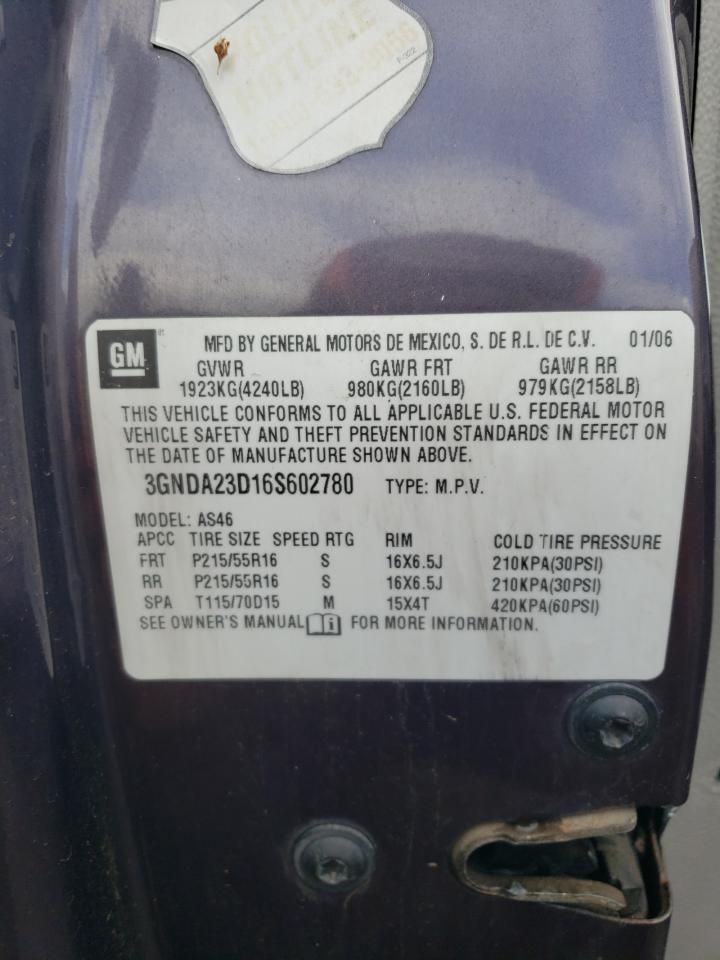 OLICE
HOTLINE
P-322
GM
MFD BY GENERAL MOTORS DE MEXICO, S. DE R.L. DE C.V. 01/06
GVWR GAWR FRT GAWR RR
1923KG(4240LB) 980KG(2160LB) 979KG(2158LB)
THIS VEHICLE CONFORMS TO ALL APPLICABLE U.S. FEDERAL MOTOR
VEHICLE SAFETY AND THEFT PREVENTION STANDARDS IN EFFECT ON
THE DATE OF MANUFACTURE SHOWN ABOVE.
3GNDA23D16S602780 TYPE: M.P.V.
MODEL: AS46
APCC TIRE SIZE SPEED RTG RIM COLD TIRE PRESSURE
FRT P215/55R16 S 16X6.5J 210KPA(30PSI)
RR P215/55R16 S 16X6.5J 210KPA(30PSI)
SPA T115/70D15 M 15X4T 420KPA(60PSI)
SEE OWNER'S MANUAL i FOR MORE INFORMATION.